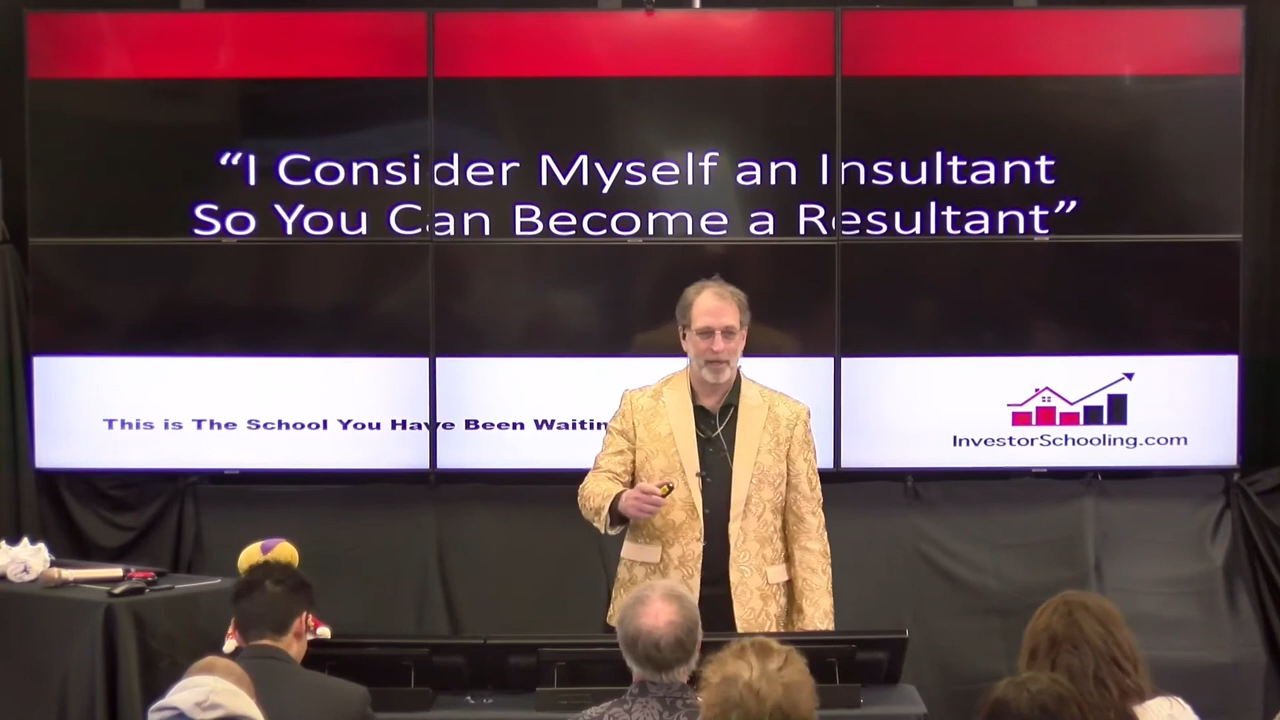 “I Consider Myself an Insultant
So You Can Become a Resultant”
This is The School You Have Been Waitin
InvestorSchooling.com